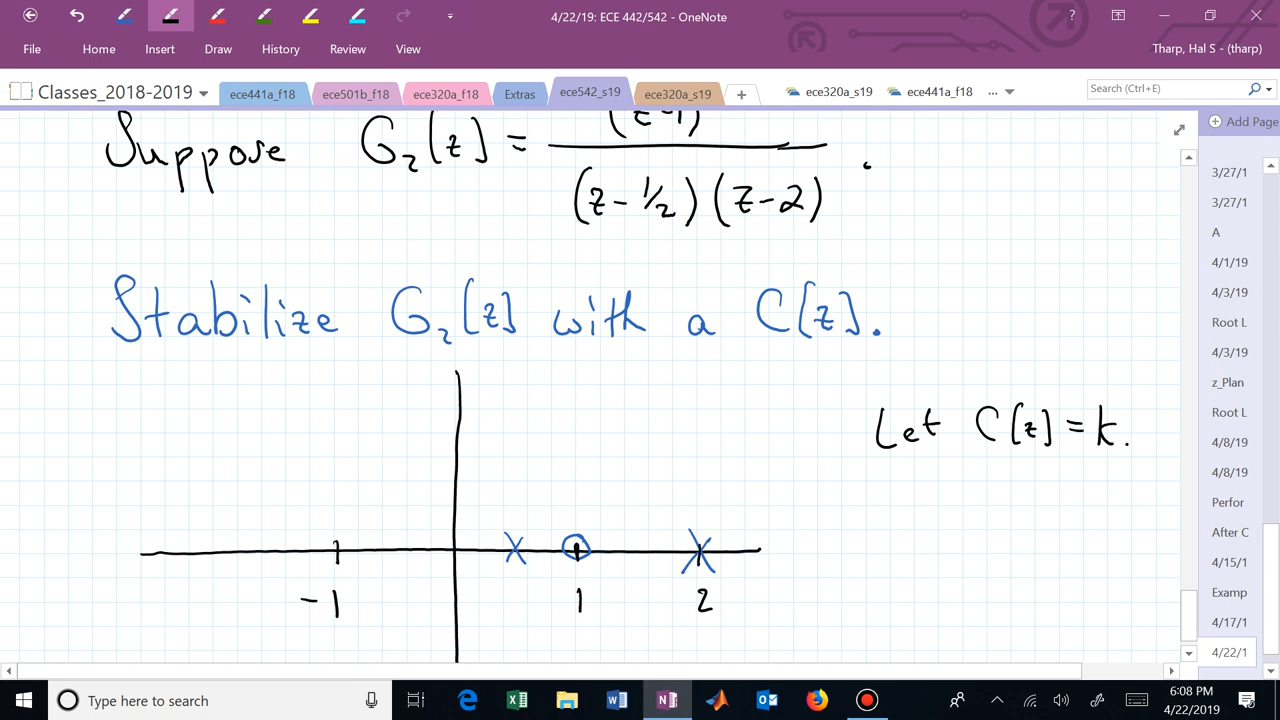 4/22/19: ECE 442/542 - OneNote
?
File Home Insert Draw History Review View
Tharp, Hal S - (tharp)
Classes_2018-2019
ece441a_f18
ece501b_f18
ece320a_f18
Extras
ece542_s19
ece320a_s19
+
ece320a_s19
ece441a_f18
...
Search (Ctrl+E)
Add Page
3/27/1
3/27/1
A
4/1/19
4/3/19
Root L
4/3/19
z_Plan
Root L
4/8/19
4/8/19
Perfor
After C
4/15/1
Examp
4/17/1
4/22/1
(z-1)
Suppose G₂[z] = 
(z - 1/2) (z - 2) .
Stabilize G₂[z] with a C[z].
Let C[z] = k.
-1 1 2
Type here to search
6:08 PM
4/22/2019